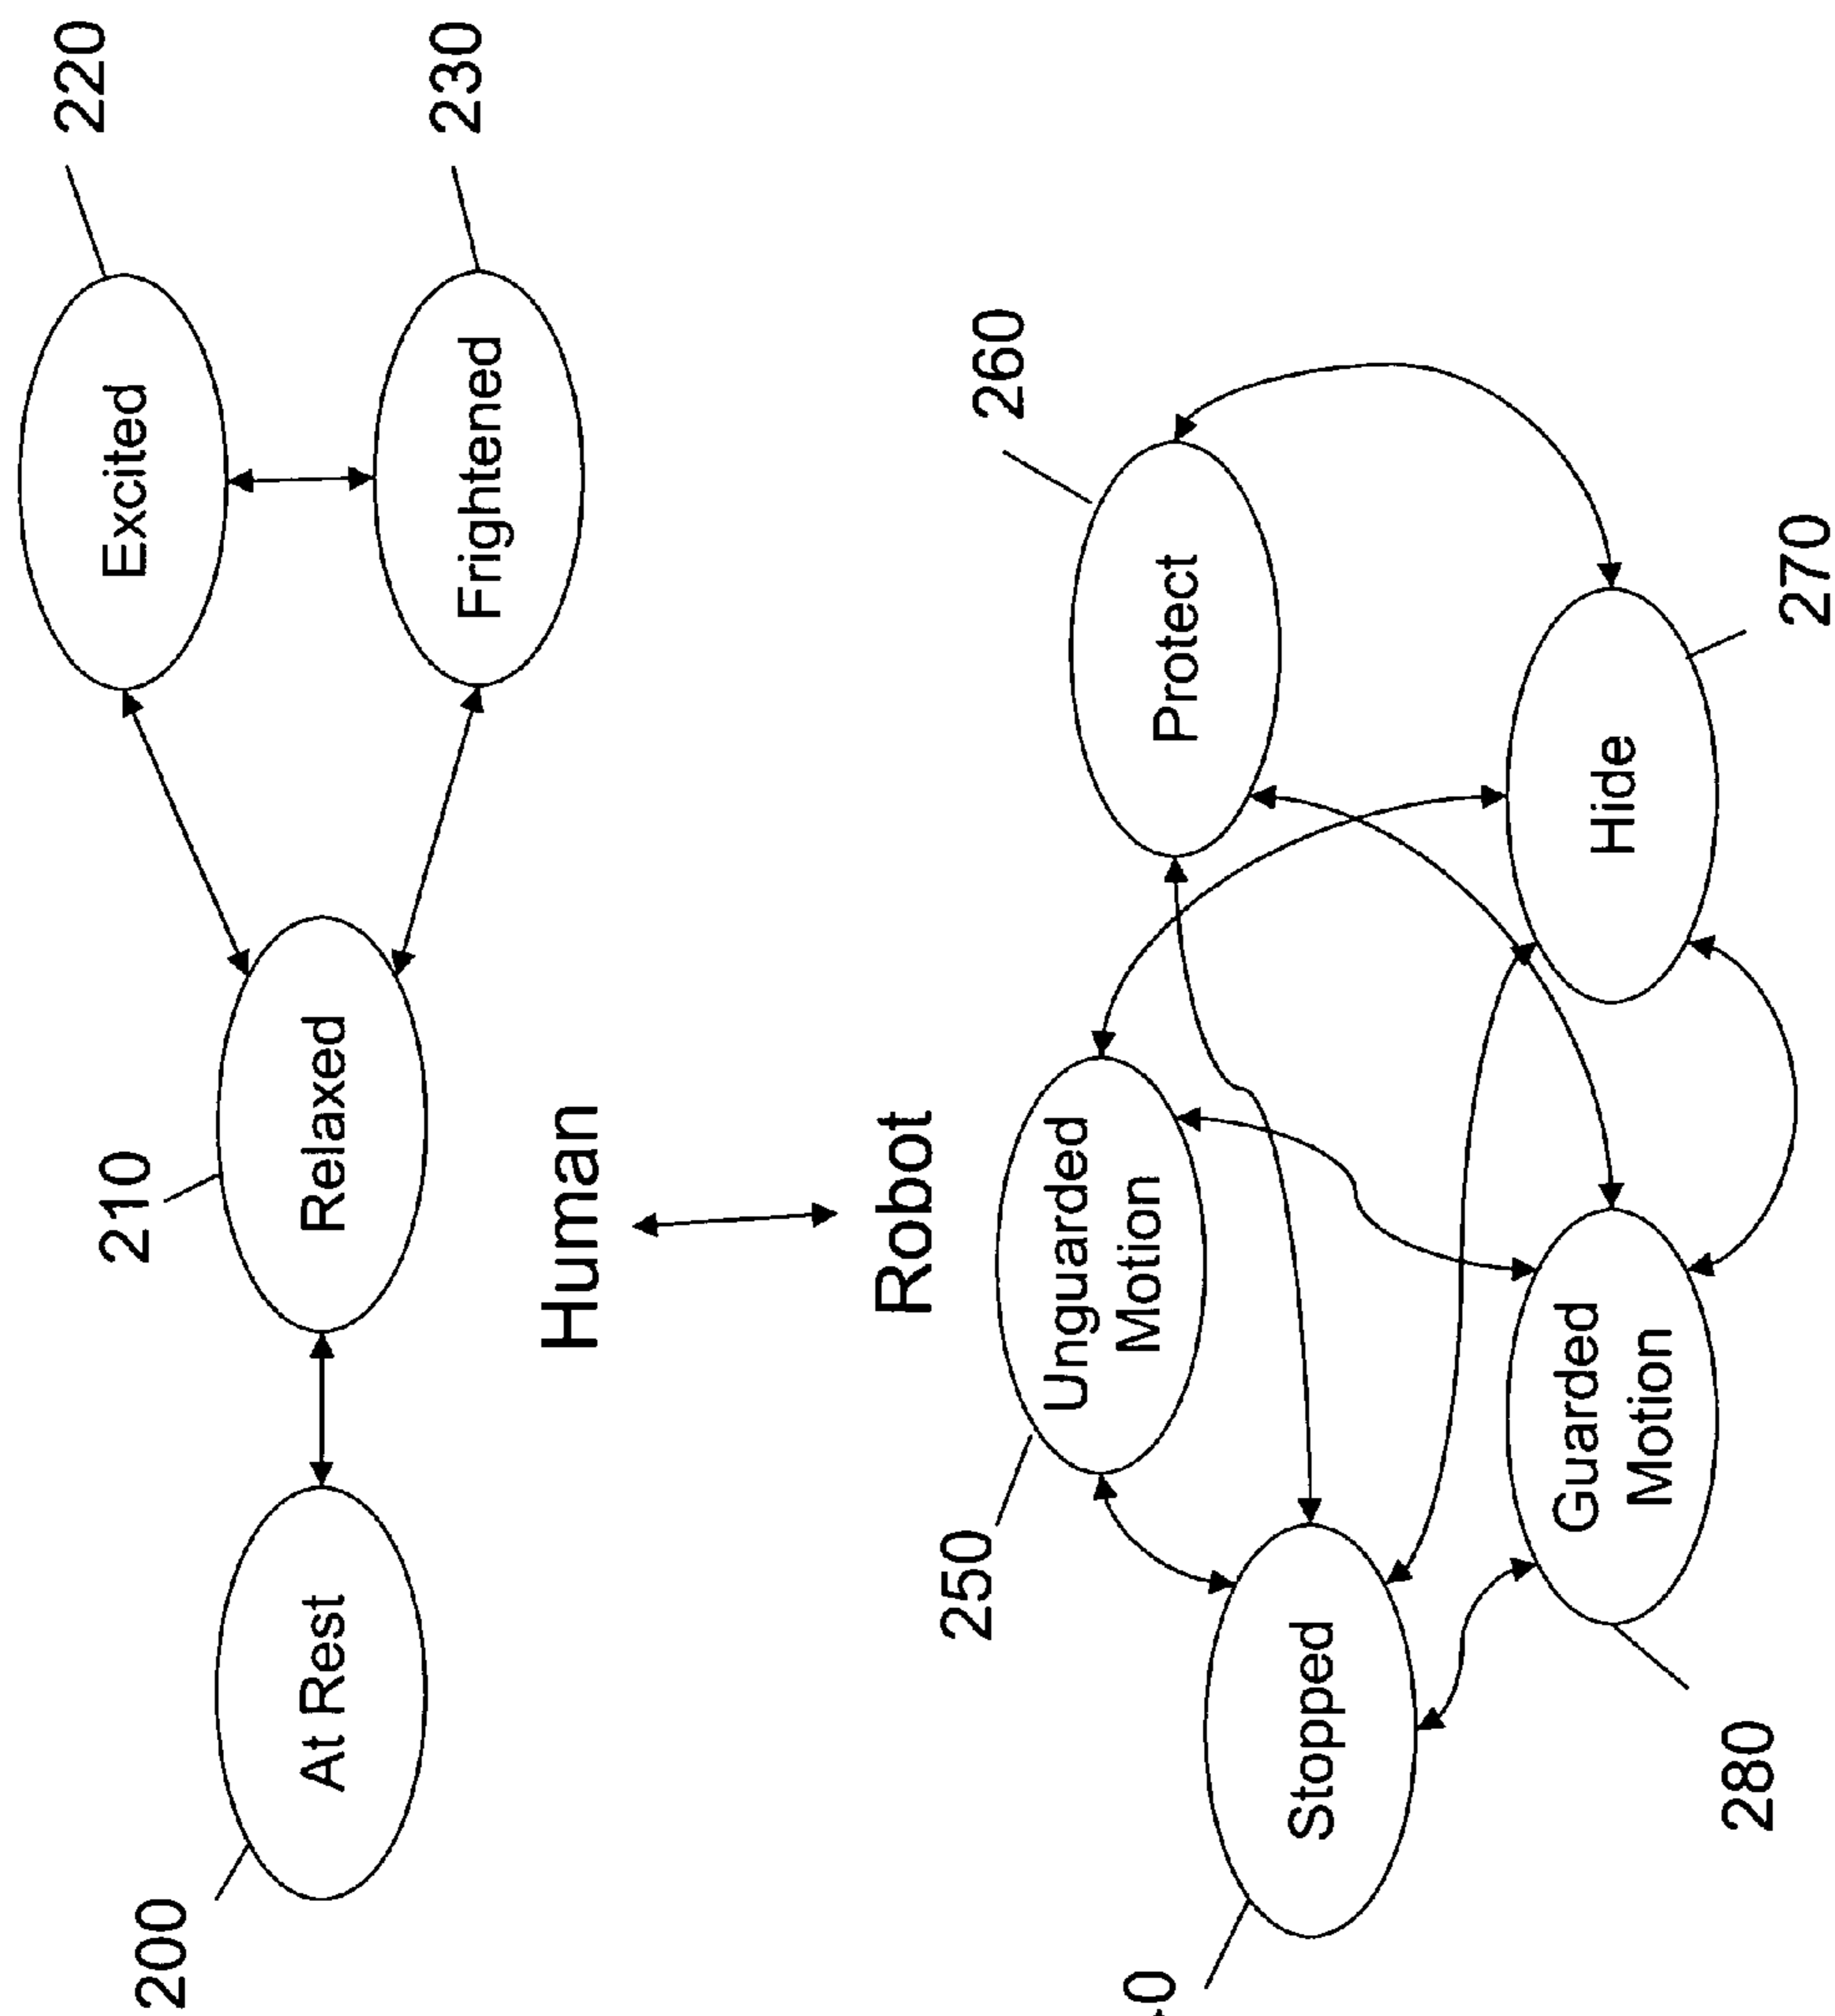 220
210
200
Excited
At Rest
Relaxed
230
Frightened
Human
Robot
250
260
Unguarded
Motion
Protect
Stopped
Guarded
Motion
Hide
280
270